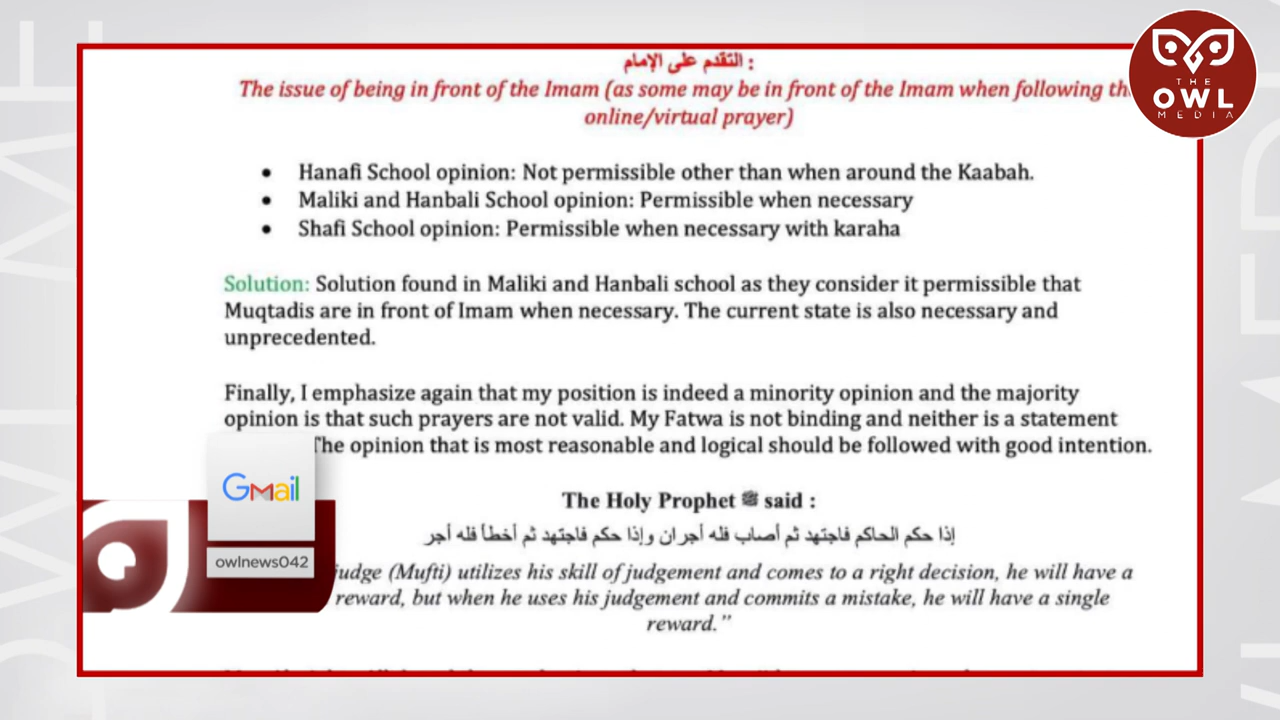 التقدم على الإمام :
The issue of being in front of the Imam (as some may be in front of the Imam when following
online/virtual prayer)
THE
OWL
MEDIA
• Hanafi School opinion: Not permissible other than when around the Kaabah.
• Maliki and Hanbali School opinion: Permissible when necessary
• Shafi School opinion: Permissible when necessary with karaha
Solution: Solution found in Maliki and Hanbali school as they consider it permissible that
Muqtadis are in front of Imam when necessary. The current state is also necessary and
unprecedented.
Finally, I emphasize again that my position is indeed a minority opinion and the majority
opinion is that such prayers are not valid. My Fatwa is not binding and neither is a statement
The opinion that is most reasonable and logical should be followed with good intention.
The Holy Prophet ﷺ said :
إذا حكم الحاكم فاجتهد ثم أصاب فله أجران وإذا حكم فاجتهد ثم أخطأ فله أجر
judge (Mufti) utilizes his skill of judgement and comes to a right decision, he will have a
reward, but when he uses his judgement and commits a mistake, he will have a single
reward.”
Gmail
owlnews042